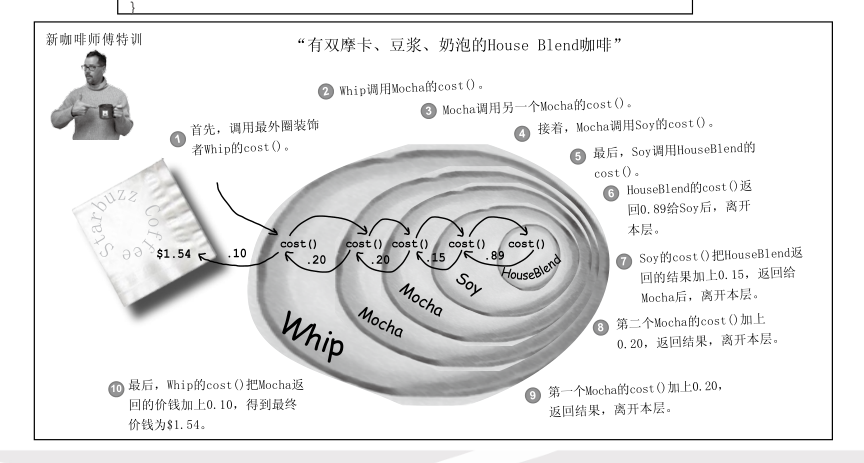 }
新咖啡师傅特训
“有双摩卡、豆浆、奶泡的House Blend咖啡”
1 首先，调用最外圈装饰
者Whip的cost()。
2 Whip调用Mocha的cost()。
3 Mocha调用另一个Mocha的cost()。
4 接着，Mocha调用Soy的cost()。
5 最后，Soy调用HouseBlend的
cost()。
6 HouseBlend的cost()返
回0.89给Soy后，离开
本层。
7 Soy的cost()把HouseBlend返
回的结果加上0.15，返回给
Mocha后，离开本层。
8 第二个Mocha的cost()加上
0.20，返回结果，离开本层。
9 第一个Mocha的cost()加上0.20，
返回结果，离开本层。
10 最后，Whip的cost()把Mocha返
回的价钱加上0.10，得到最终
价钱为$1.54。
Starbuzz Coffee
$1.54
.10
cost()
.20
cost()
.20
cost()
.15
cost()
.89
cost()
Whip
Mocha
Mocha
Soy
HouseBlend